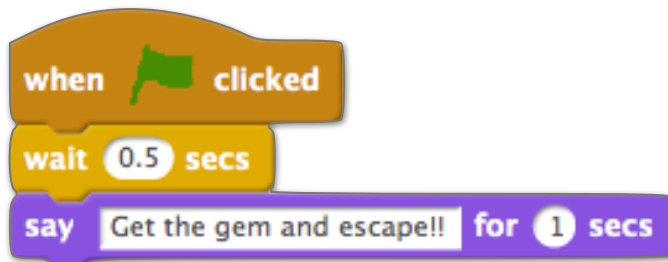 when clicked
wait 0.5 secs
say Get the gem and escape!! for 1 secs